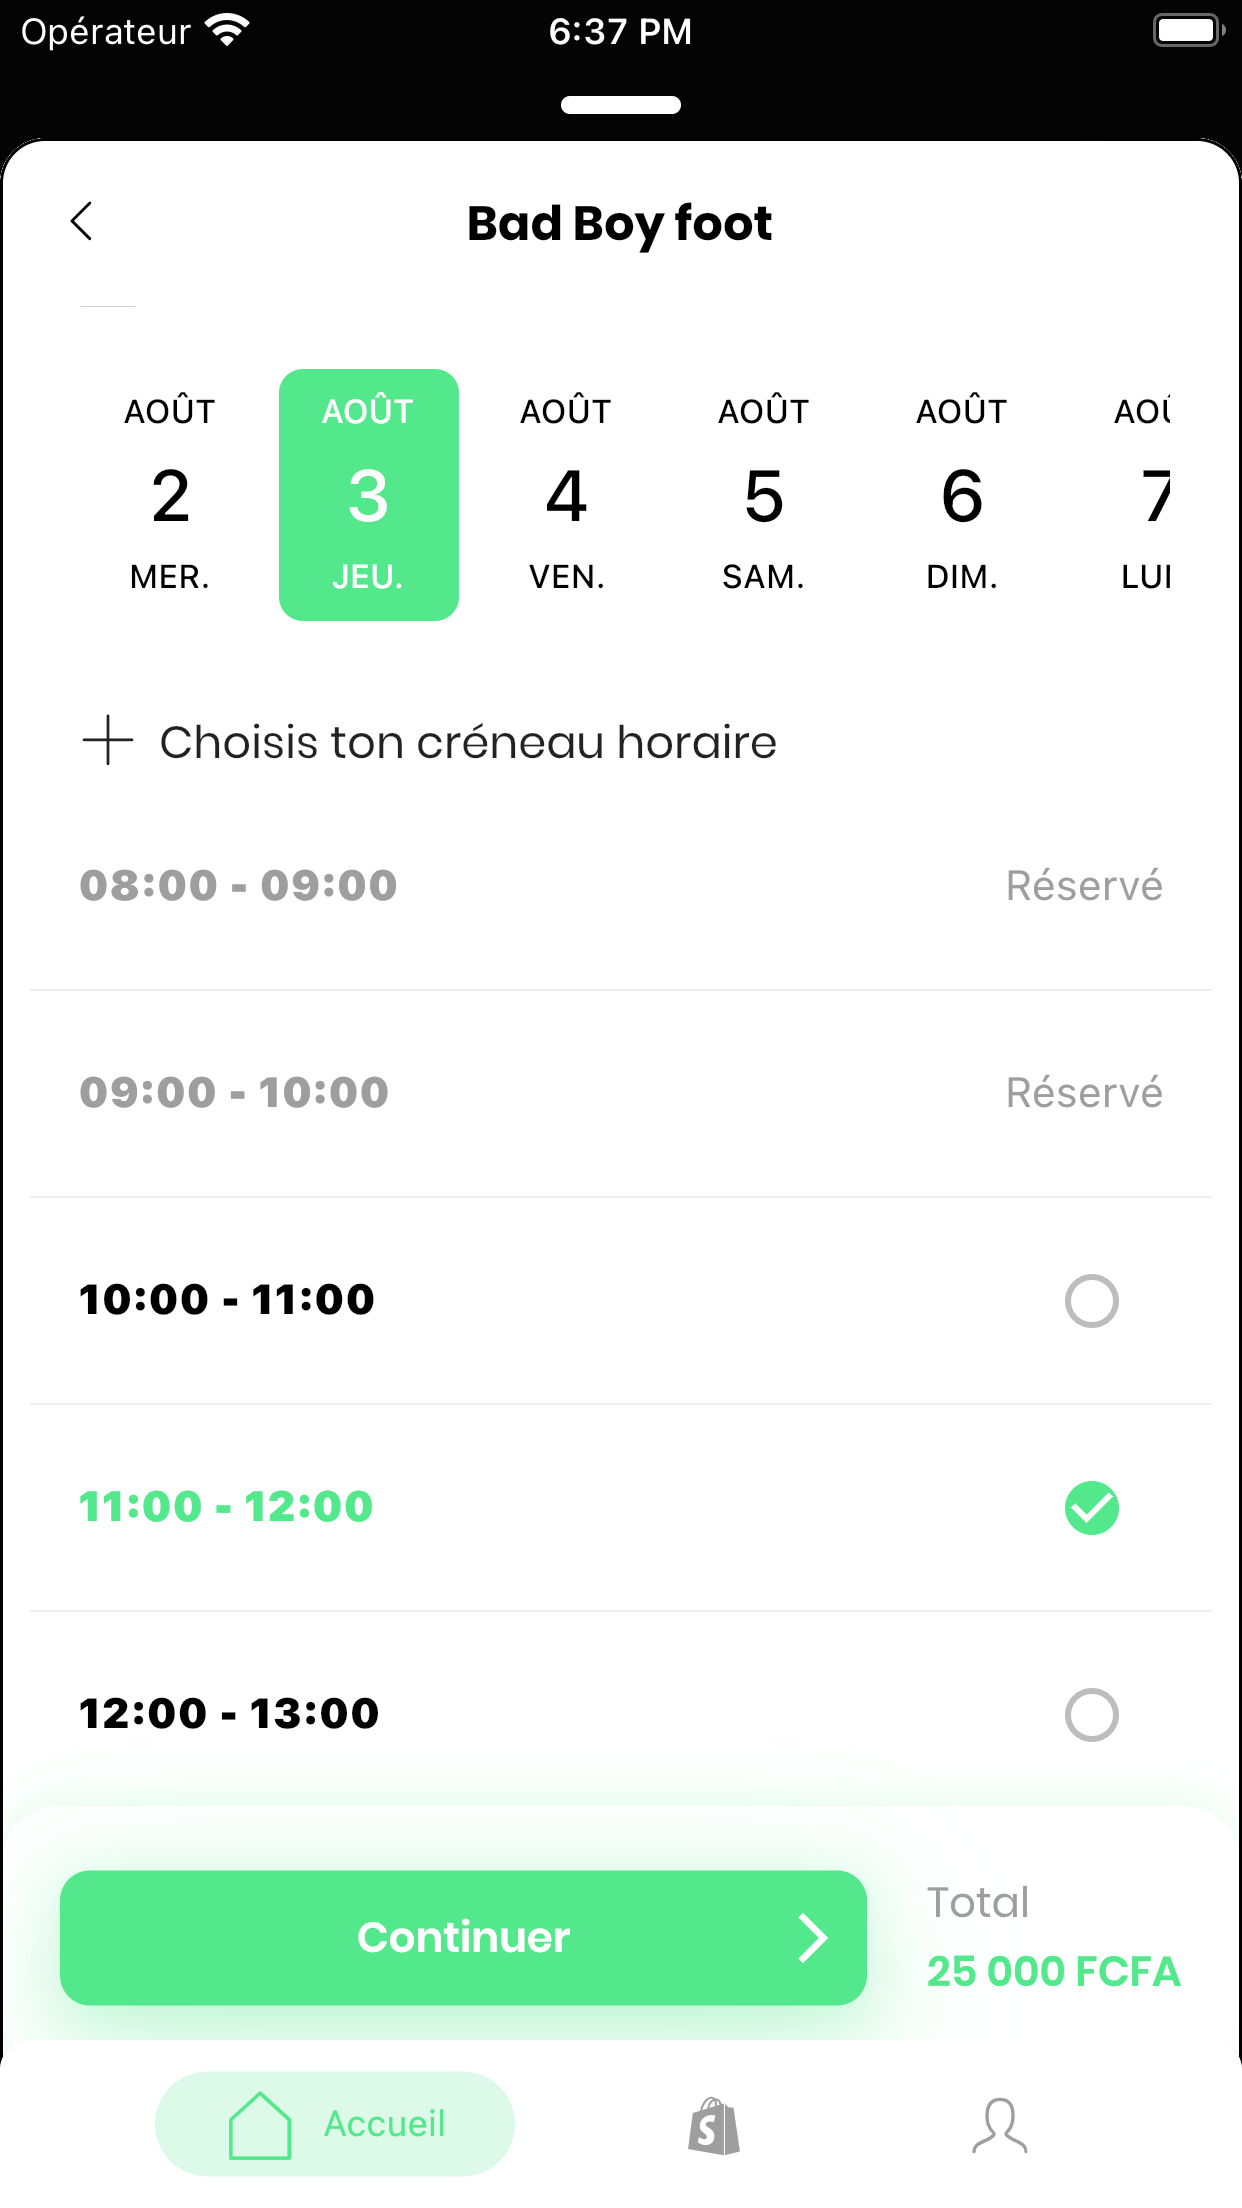 Opérateur 6:37 PM
Bad Boy foot
AOÛT AOÛT AOÛT AOÛT AOÛT AOÛ
2 3 4 5 6 7
MER. JEU. VEN. SAM. DIM. LUN
Choisis ton créneau horaire
08:00 - 09:00 Réservé
09:00 - 10:00 Réservé
10:00 - 11:00
11:00 - 12:00
12:00 - 13:00
Continuer
Total
25 000 FCFA
Accueil